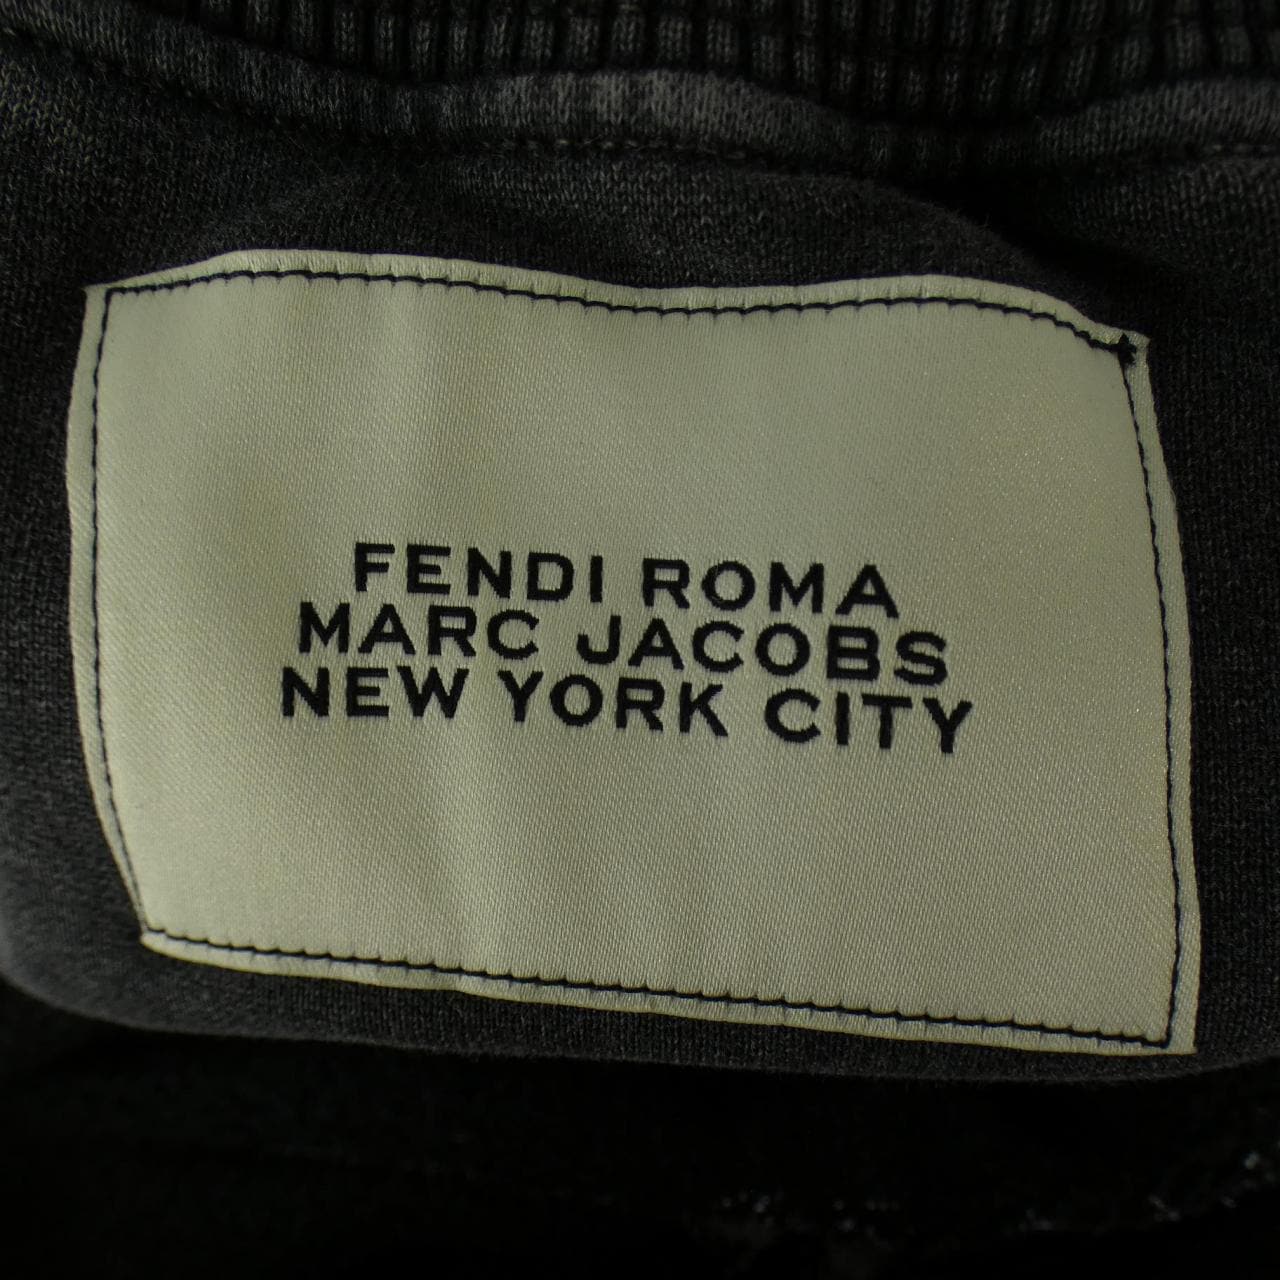 FENDI ROMA
MARC JACOBS
NEW YORK CITY